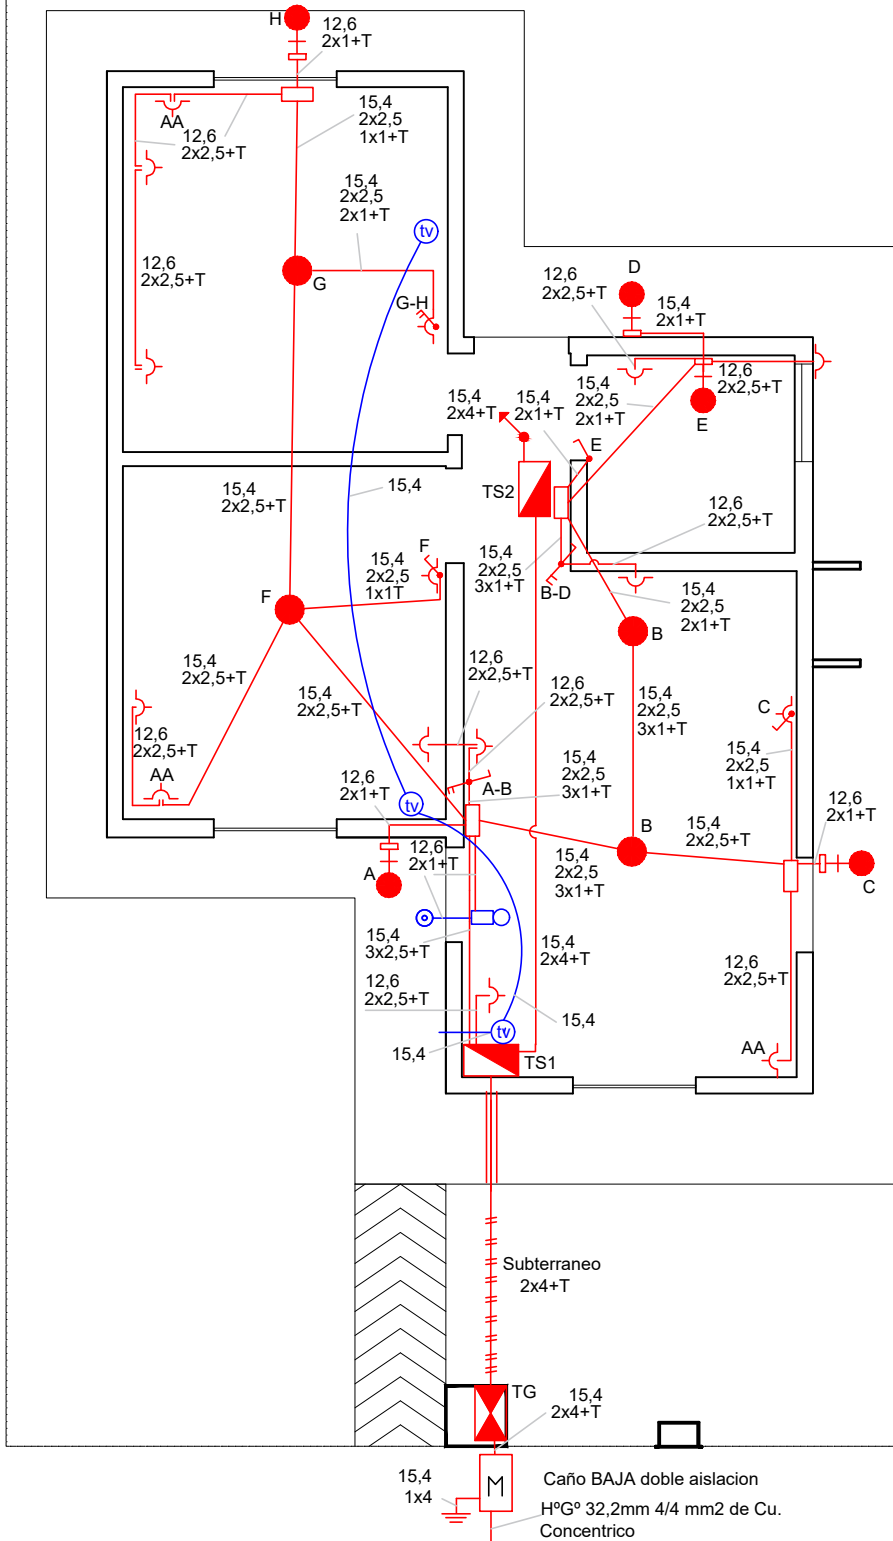 H
12,6
2x1+T
AA
12,6
2x2,5+T
15,4
2x2,5
1x1+T
15,4
2x2,5
2x1+T
tv
12,6
2x2,5+T
G
G-H
D
12,6
2x2,5+T
15,4
2x1+T
12,6
2x2,5+T
E
15,4
2x4+T
15,4
2x1+T
15,4
2x2,5
2x1+T
E
TS2
15,4
15,4
2x2,5+T
12,6
2x2,5+T
F
15,4
2x2,5
1x1T
15,4
2x2,5
3x1+T
B-D
F
15,4
2x2,5
2x1+T
B
15,4
2x2,5+T
15,4
2x2,5+T
12,6
2x2,5+T
12,6
2x2,5+T
15,4
2x2,5
3x1+T
C
12,6
2x2,5+T
AA
15,4
2x2,5
3x1+T
15,4
2x2,5
1x1+T
12,6
2x1+T
tv
A-B
B
15,4
2x2,5+T
12,6
2x1+T
A
12,6
2x1+T
15,4
2x2,5
3x1+T
C
15,4
3x2,5+T
15,4
2x4+T
12,6
2x2,5+T
12,6
2x2,5+T
15,4
tv
15,4
TS1
AA
Subterraneo
2x4+T
TG
15,4
2x4+T
15,4
1x4
M
Caño BAJA doble aislacion
HºGº 32,2mm 4/4 mm2 de Cu.
Concentrico